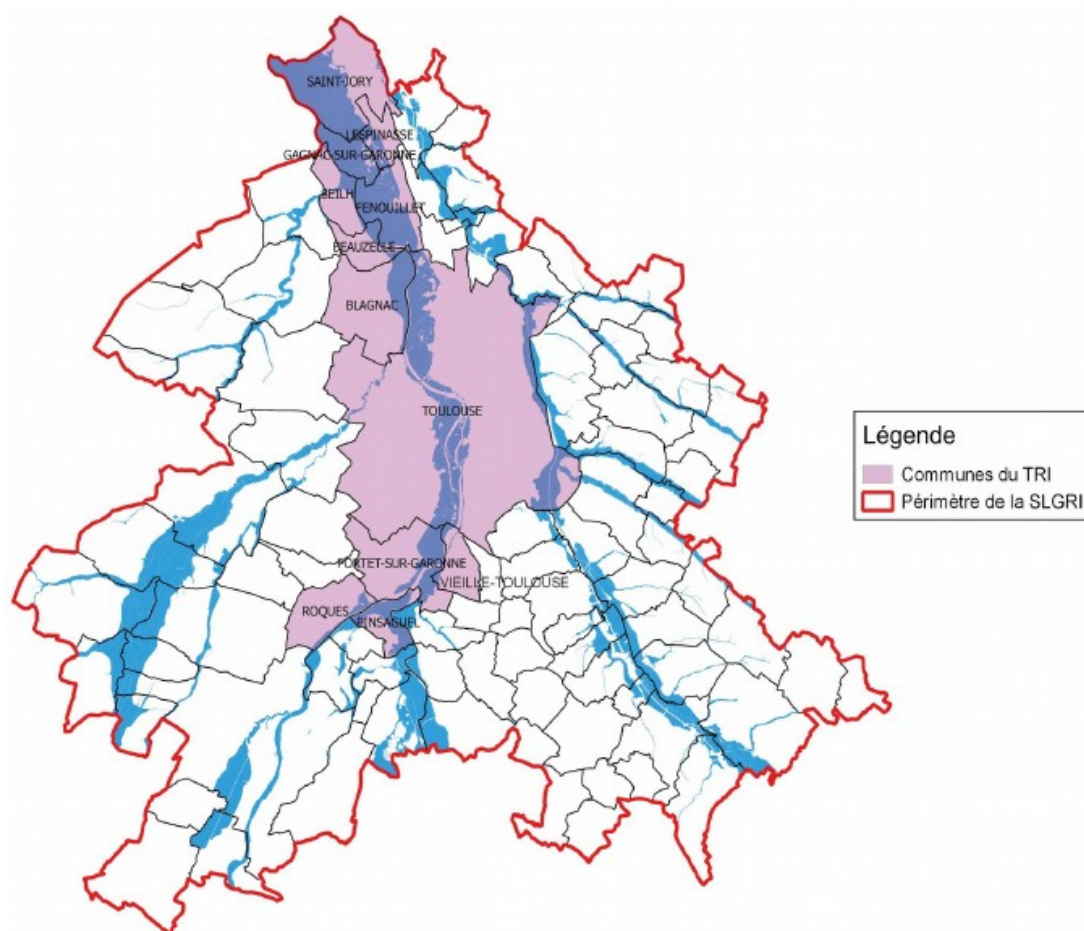 SAINT-JORY
LESPINASSE
GAGNAC-SUR-GARONNE
SEILH
FENOUILLET
BEAUZELLE
BLAGNAC
TOULOUSE
Légende
Communes du TRI
Périmètre de la SLGRI
PORTET-SUR-GARONNE
VIEILLE-TOULOUSE
ROQUES
PINSAGUEL